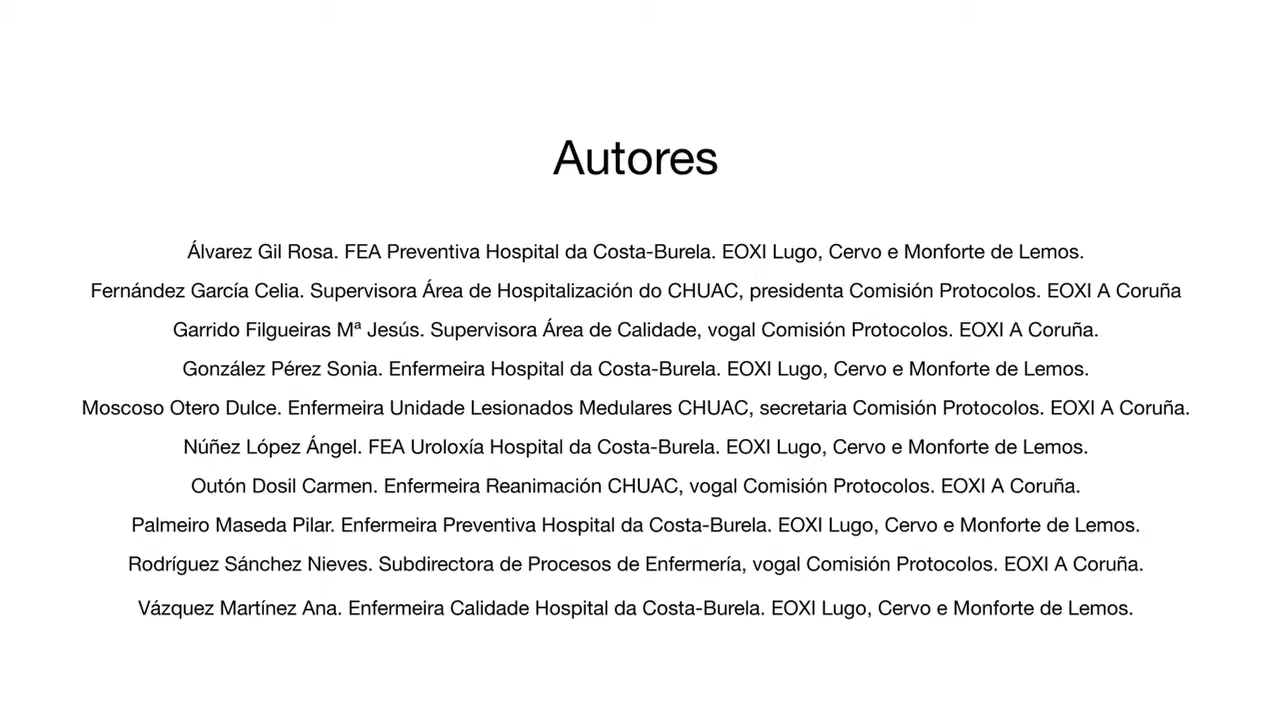 Autores
Álvarez Gil Rosa. FEA Preventiva Hospital da Costa-Burela. EOXI Lugo, Cervo e Monforte de Lemos.
Fernández García Celia. Supervisora Área de Hospitalización do CHUAC, presidenta Comisión Protocolos. EOXI A Coruña
Garrido Filgueiras Mª Jesús. Supervisora Área de Calidade, vogal Comisión Protocolos. EOXI A Coruña.
González Pérez Sonia. Enfermeira Hospital da Costa-Burela. EOXI Lugo, Cervo e Monforte de Lemos.
Moscoso Otero Dulce. Enfermeira Unidade Lesionados Medulares CHUAC, secretaria Comisión Protocolos. EOXI A Coruña.
Núñez López Ángel. FEA Uroloxía Hospital da Costa-Burela. EOXI Lugo, Cervo e Monforte de Lemos.
Outón Dosil Carmen. Enfermeira Reanimación CHUAC, vogal Comisión Protocolos. EOXI A Coruña.
Palmeiro Maseda Pilar. Enfermeira Preventiva Hospital da Costa-Burela. EOXI Lugo, Cervo e Monforte de Lemos.
Rodríguez Sánchez Nieves. Subdirectora de Procesos de Enfermería, vogal Comisión Protocolos. EOXI A Coruña.
Vázquez Martínez Ana. Enfermeira Calidade Hospital da Costa-Burela. EOXI Lugo, Cervo e Monforte de Lemos.